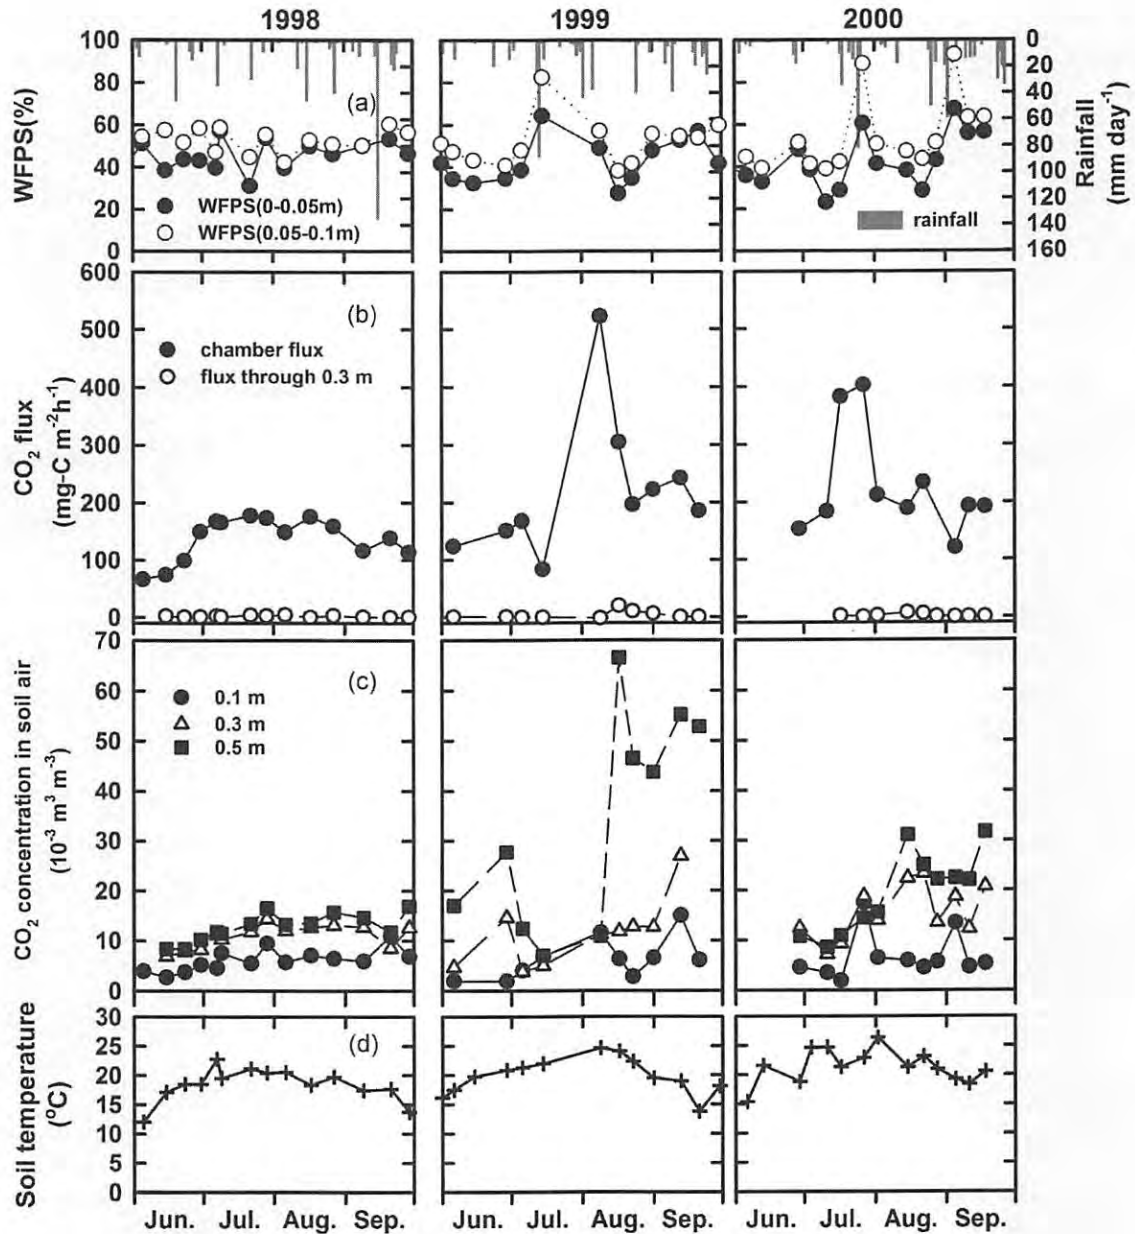 1998 1999 2000
100 0
80 20
60 40
40 60
20 80
0 100
120
140
160
WFPS(%)
(a)
WFPS(0-0.05m)
WFPS(0.05-0.1m)
rainfall
Rainfall
(mm day⁻¹)
600
500
400
300
200
100
0
CO₂ flux
(mg-C m⁻²h⁻¹)
(b)
chamber flux
flux through 0.3 m
70
60
50
40
30
20
10
0
CO₂ concentration in soil air
(10⁻³ m³ m⁻³)
(c)
0.1 m
0.3 m
0.5 m
30
25
20
15
10
5
0
Soil temperature
(°C)
(d)
Jun. Jul. Aug. Sep. Jun. Jul. Aug. Sep. Jun. Jul. Aug. Sep.